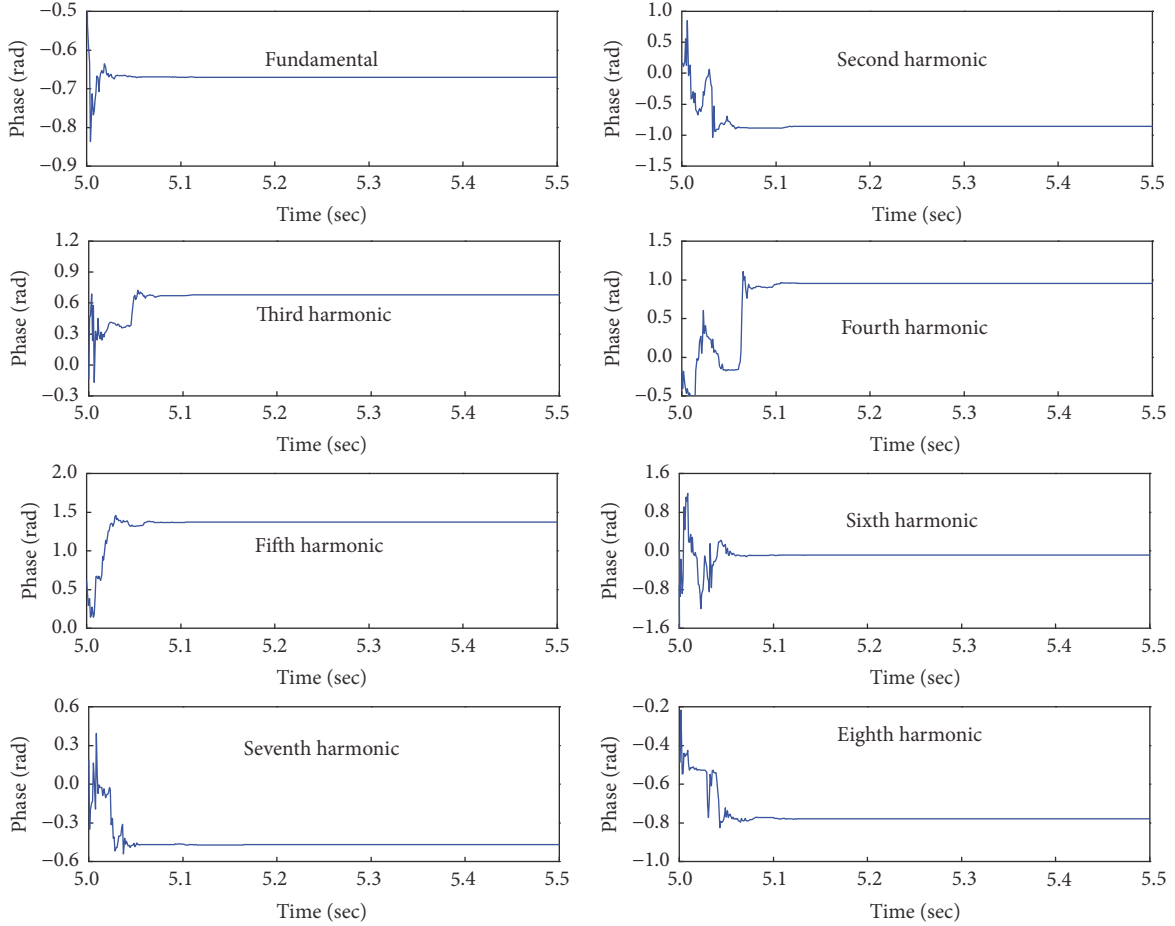 Phase (rad)
−0.5
−0.6
−0.7
−0.8
−0.9
Fundamental
5.0 5.1 5.2 5.3 5.4 5.5
Time (sec)
Phase (rad)
1.0
0.5
0.0
−0.5
−1.0
−1.5
Second harmonic
5.0 5.1 5.2 5.3 5.4 5.5
Time (sec)
Phase (rad)
1.2
0.9
0.6
0.3
0.0
−0.3
Third harmonic
5.0 5.1 5.2 5.3 5.4 5.5
Time (sec)
Phase (rad)
1.5
1.0
0.5
0.0
−0.5
Fourth harmonic
5.0 5.1 5.2 5.3 5.4 5.5
Time (sec)
Phase (rad)
2.0
1.5
1.0
0.5
0.0
Fifth harmonic
5.0 5.1 5.2 5.3 5.4 5.5
Time (sec)
Phase (rad)
1.6
0.8
0.0
−0.8
−1.6
Sixth harmonic
5.0 5.1 5.2 5.3 5.4 5.5
Time (sec)
Phase (rad)
0.6
0.3
0.0
−0.3
−0.6
Seventh harmonic
5.0 5.1 5.2 5.3 5.4 5.5
Time (sec)
Phase (rad)
−0.2
−0.4
−0.6
−0.8
−1.0
Eighth harmonic
5.0 5.1 5.2 5.3 5.4 5.5
Time (sec)